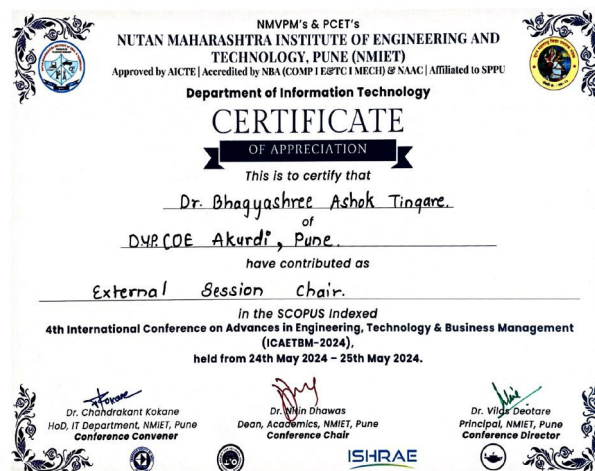 NMVPM's & PCET's
NUTAN MAHARASHTRA INSTITUTE OF ENGINEERING AND
TECHNOLOGY, PUNE (NMIET)
Approved by AICTE | Accredited by NBA (COMP I E&TC I MECH) & NAAC | Affiliated to SPPU
Department of Information Technology
CERTIFICATE
OF APPRECIATION
This is to certify that
Dr. Bhagyashree Ashok Tingare.
of
D.Y.P.COE Akurdi, Pune.
have contributed as
External Session Chair.
in the SCOPUS Indexed
4th International Conference on Advances in Engineering, Technology & Business Management
(ICAETBM-2024),
held from 24th May 2024 – 25th May 2024.
Dr. Chandrakant Kokane
HoD, IT Department, NMIET, Pune
Conference Convener
Dr. Nitin Dhawas
Dean, Academics, NMIET, Pune
Conference Chair
Dr. Vilas Deotare
Principal, NMIET, Pune
Conference Director
ISHRAE